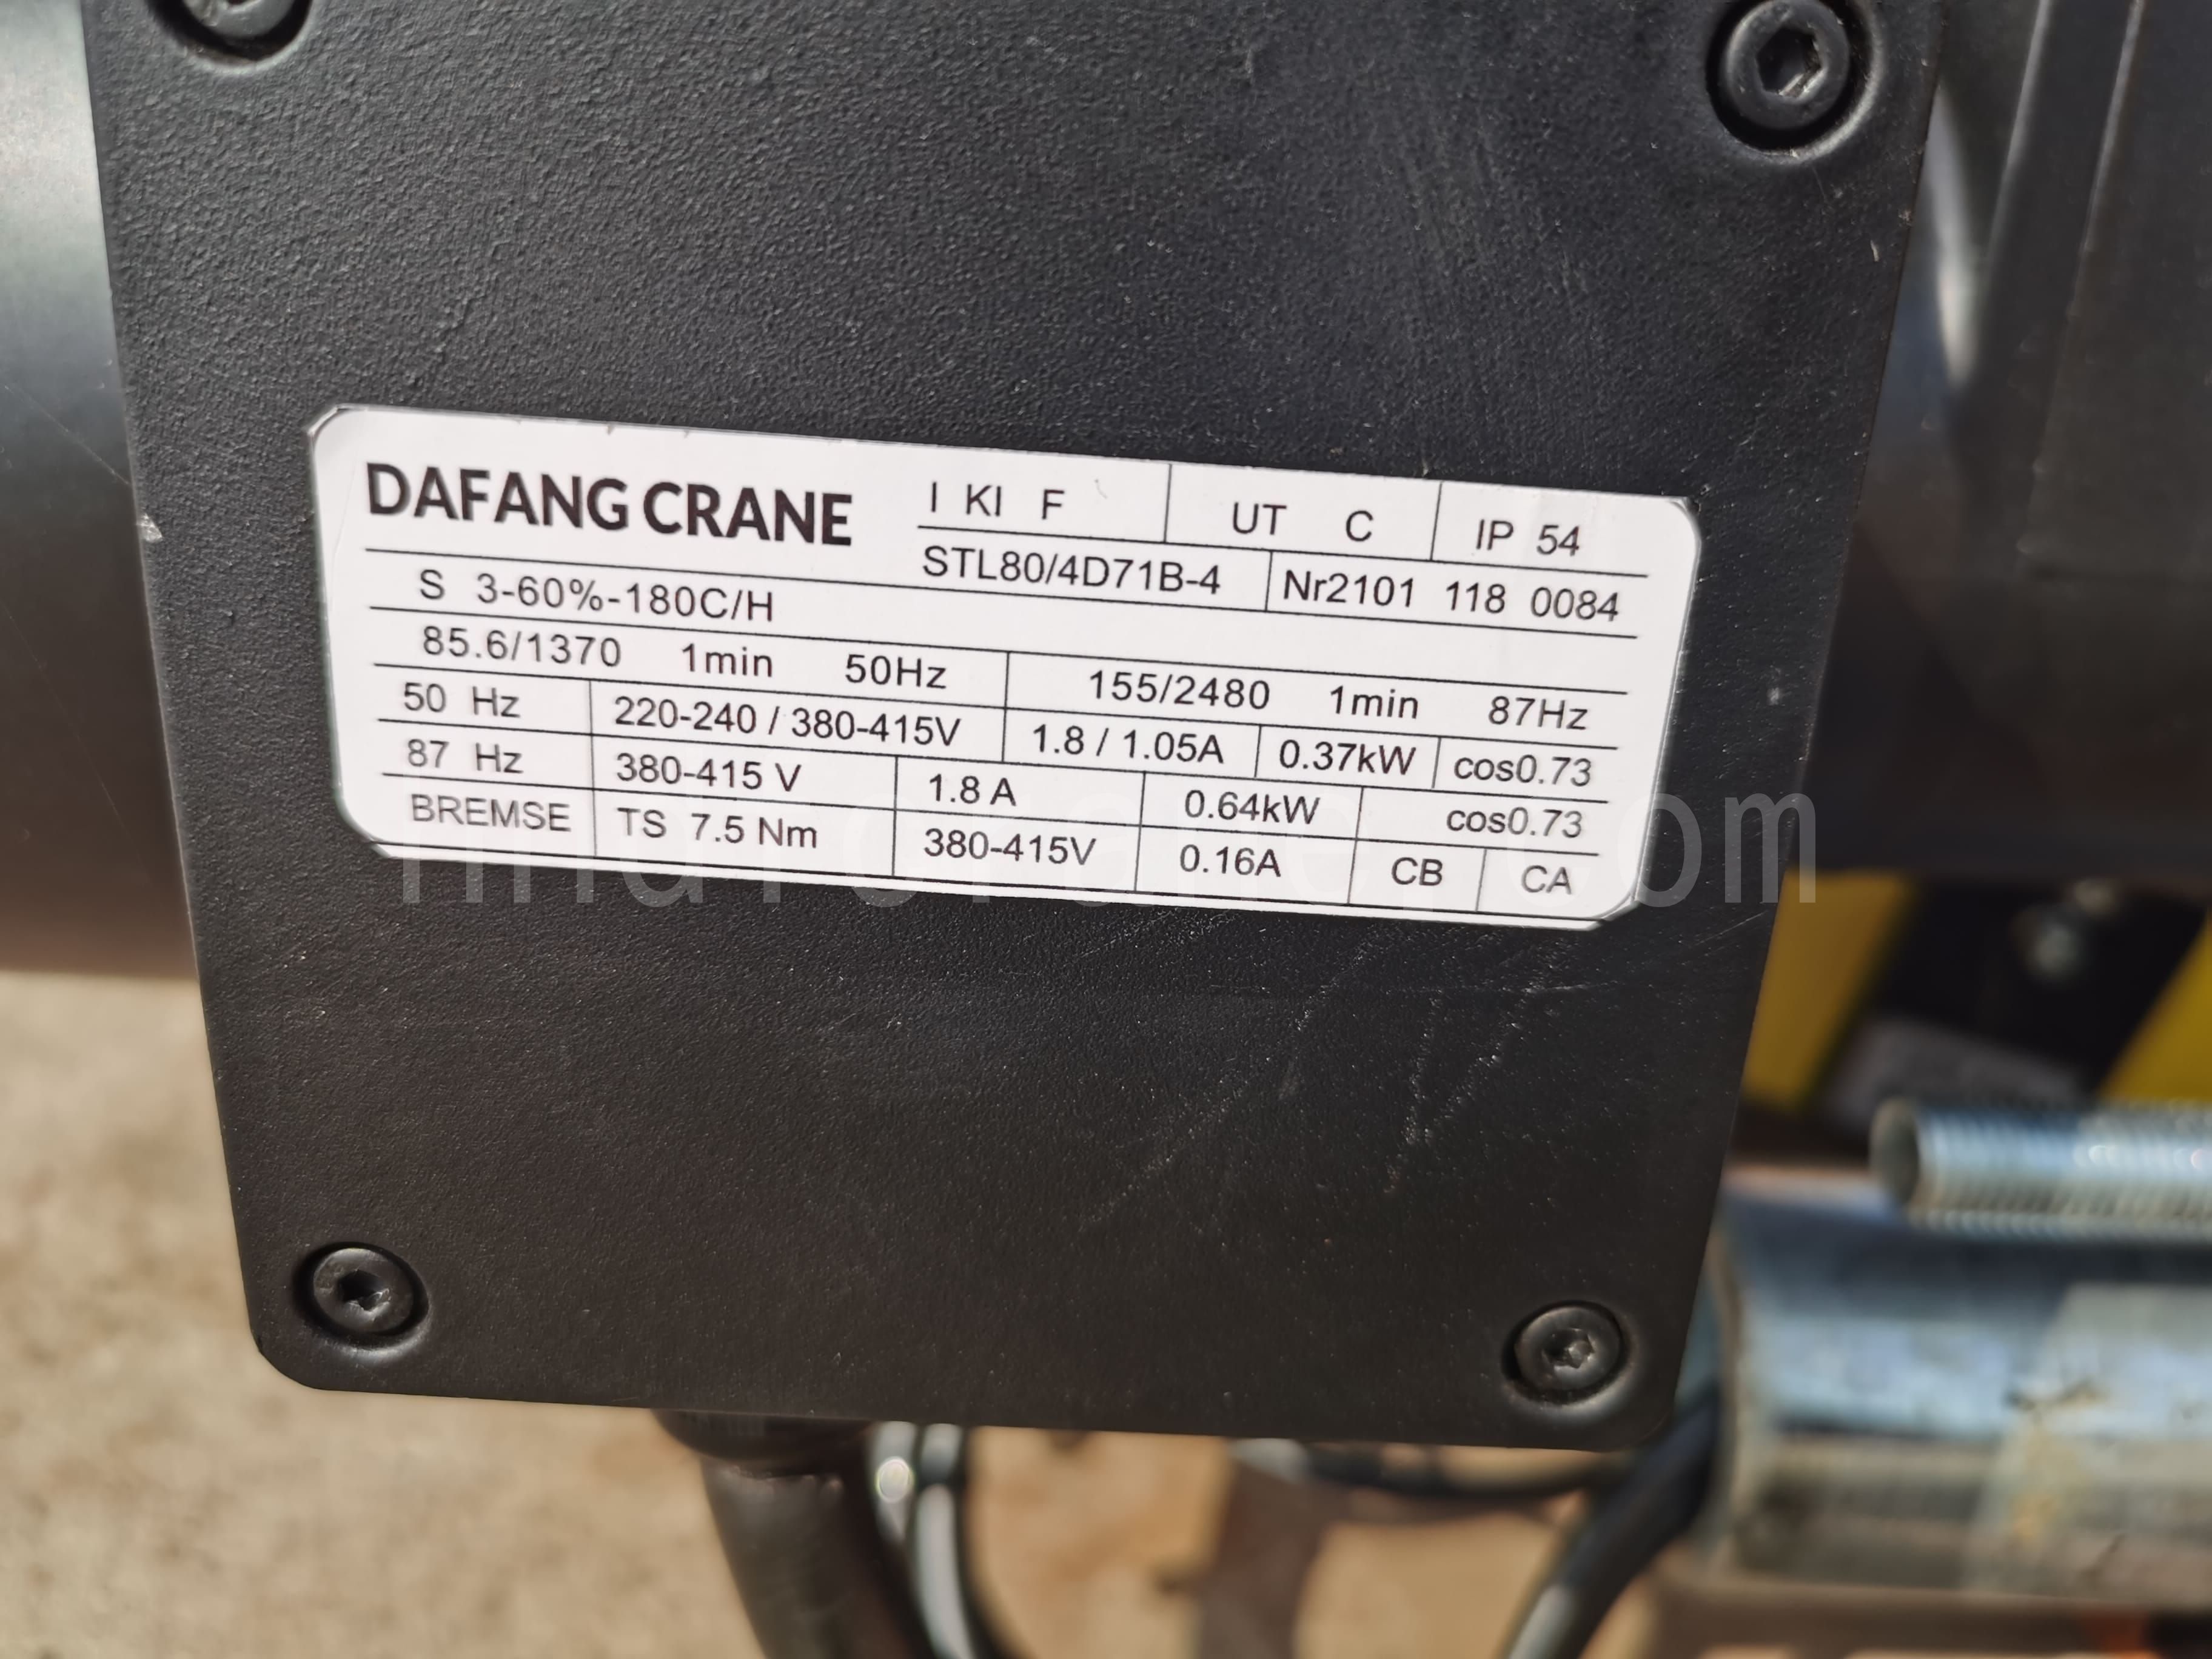 DAFANG CRANE
I KI F UT C IP 54
STL80/4D71B-4 Nr2101 118 0084
S 3-60%-180C/H
85.6/1370 1min 50Hz 155/2480 1min 87Hz
50 Hz 220-240 / 380-415V 1.8 / 1.05A 0.37kW cos0.73
87 Hz 380-415 V 1.8 A 0.64kW cos0.73
BREMSE TS 7.5 Nm 380-415V 0.16A CB CA